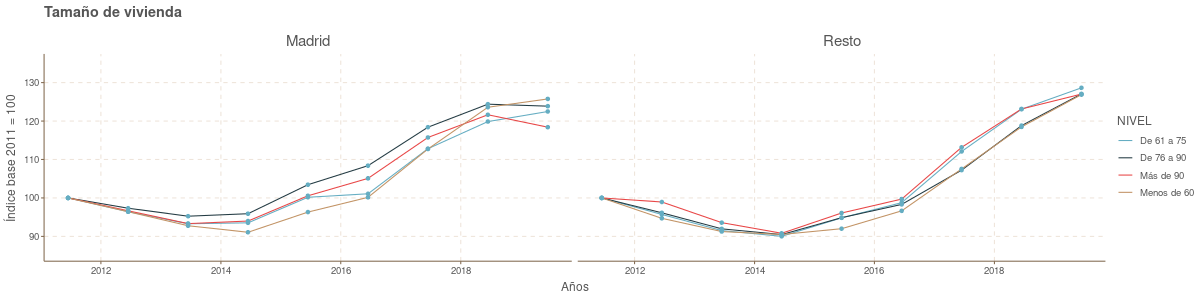 Tamaño de vivienda
Madrid
Resto
Índice base 2011 = 100
130
120
110
100
90
2012
2014
2016
2018
2012
2014
2016
2018
Años
NIVEL
De 61 a 75
De 76 a 90
Más de 90
Menos de 60